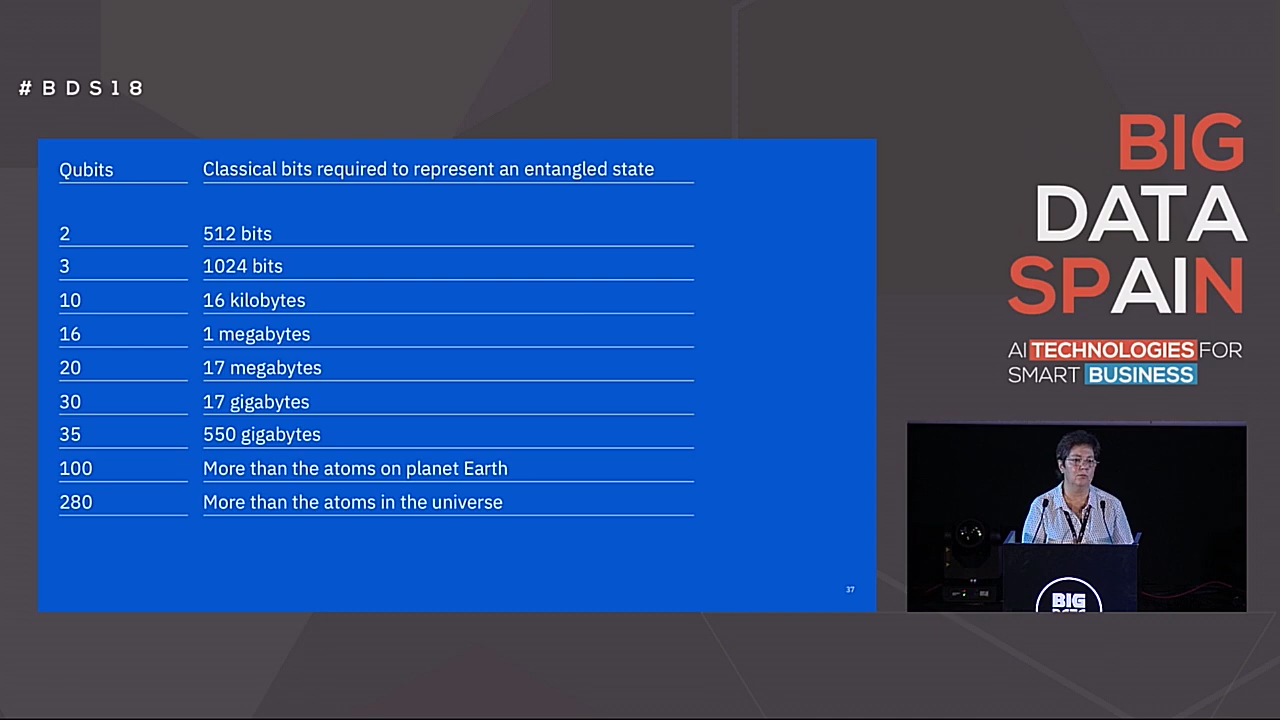 #BDS18
Qubits Classical bits required to represent an entangled state
2 512 bits
3 1024 bits
10 16 kilobytes
16 1 megabytes
20 17 megabytes
30 17 gigabytes
35 550 gigabytes
100 More than the atoms on planet Earth
280 More than the atoms in the universe
37
BIG
DATA
SPAIN
AI TECHNOLOGIES FOR
SMART BUSINESS
BIG